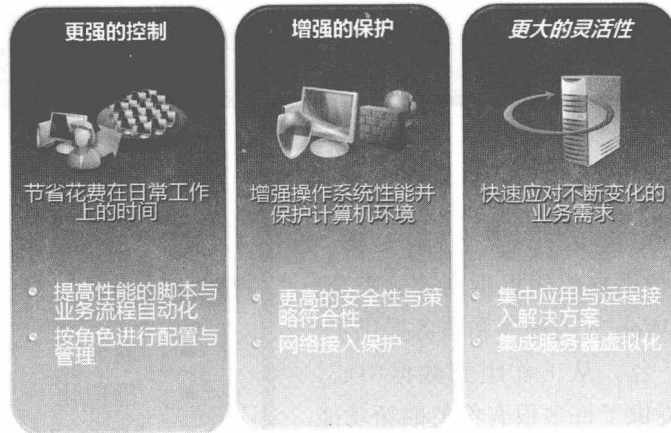 更强的控制
节省花费在日常工作
上的时间
提高性能的脚本与
业务流程自动化
按角色进行配置与
管理
增强的保护
增强操作系统性能并
保护计算机环境
更高的安全性与策
略符合性
网络接入保护
更大的灵活性
快速应对不断变化的
业务需求
集中应用与远程接
入解决方案
集成服务器虚拟化